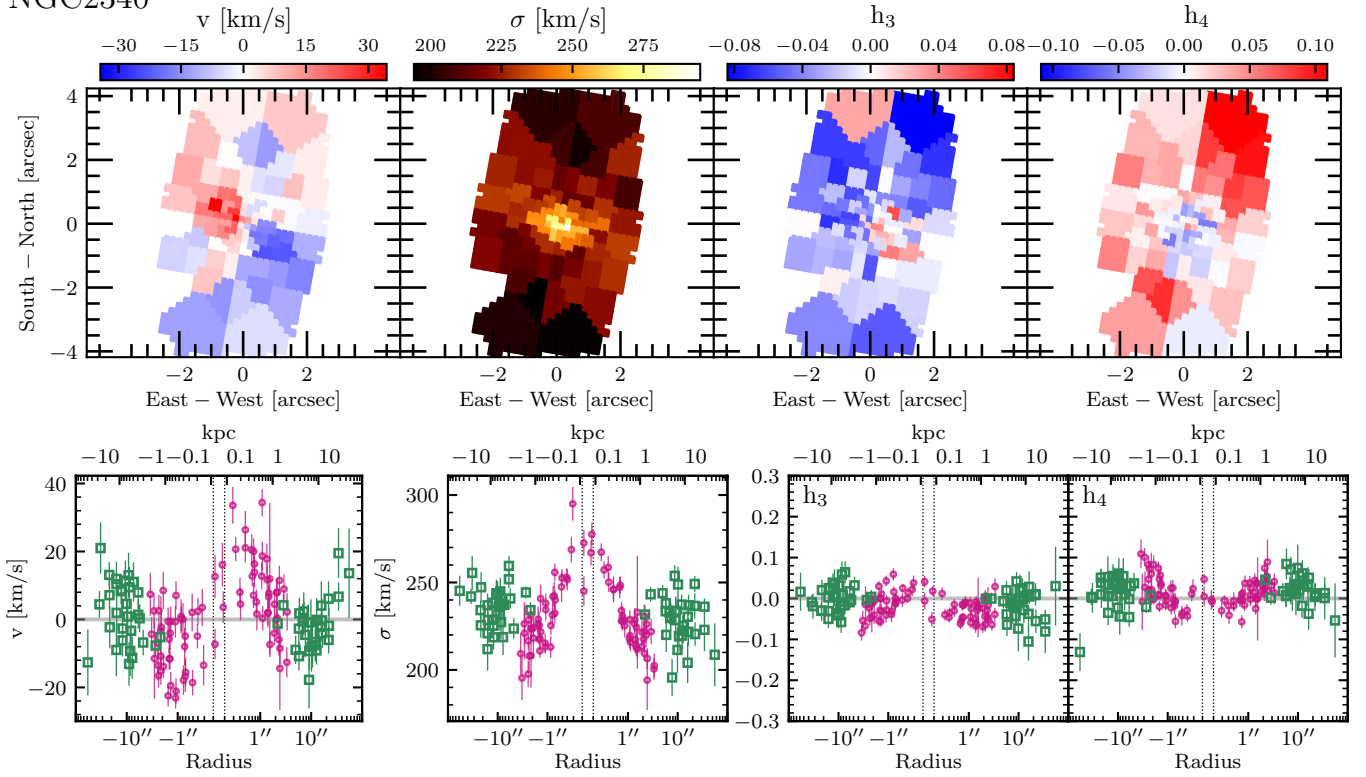 v [km/s] σ [km/s] h₃ h₄
−30 −15 0 15 30 200 225 250 275 −0.08 −0.04 0.00 0.04 0.08 −0.10 −0.05 0.00 0.05 0.10
South − North [arcsec]
4
2
0
−2
−4
−2 0 2 −2 0 2 −2 0 2 −2 0 2
East − West [arcsec] East − West [arcsec] East − West [arcsec] East − West [arcsec]
kpc kpc kpc kpc
−10 −1 −0.1 0.1 1 10 −10 −1 −0.1 0.1 1 10 −10 −1 −0.1 0.1 1 10 −10 −1 −0.1 0.1 1 10
v [km/s]
40
20
0
−20
σ [km/s]
300
250
200
h₃ h₄
0.3
0.2
0.1
0.0
−0.1
−0.2
−0.3
−10″ −1″ 1″ 10″ −10″ −1″ 1″ 10″ −10″ −1″ 1″ 10″ −10″ −1″ 1″ 10″
Radius Radius Radius Radius